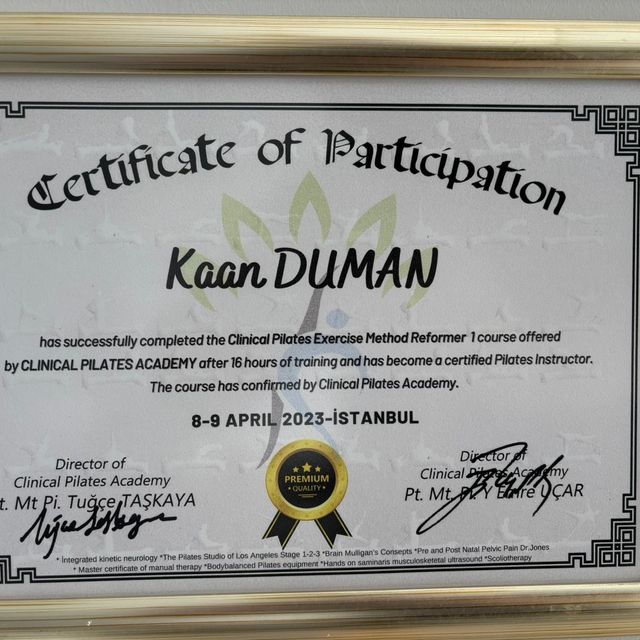 Certificate of Participation
Kaan DUMAN
has successfully completed the Clinical Pilates Exercise Method Reformer 1 course offered
by CLINICAL PILATES ACADEMY after 16 hours of training and has become a certified Pilates Instructor.
The course has confirmed by Clinical Pilates Academy.
8-9 APRIL 2023-İSTANBUL
Director of
Clinical Pilates Academy
t. Mt Pi. Tuğçe TAŞKAYA
PREMIUM
QUALITY
Director of
Clinical Pilates Academy
Pt. Mt. Pi. Y Emre UÇAR
* İntegrated kinetic neurology *The Pilates Studio of Los Angeles Stage 1-2-3 *Brain Mulligan's Consepts *Pre and Post Natal Pelvic Pain Dr.Jones
* Master certificate of manual therapy *Bodybalanced Pilates equipment *Hands on saminaris musculosketetal ultrasound *Scoliotherapy